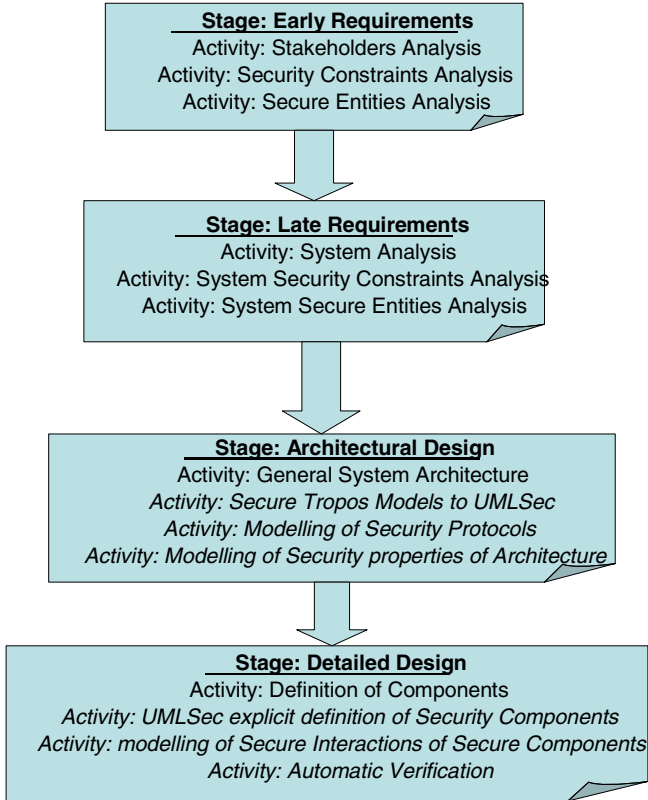 Stage: Early Requirements
Activity: Stakeholders Analysis
Activity: Security Constraints Analysis
Activity: Secure Entities Analysis
Stage: Late Requirements
Activity: System Analysis
Activity: System Security Constraints Analysis
Activity: System Secure Entities Analysis
Stage: Architectural Design
Activity: General System Architecture
Activity: Secure Tropos Models to UMLSec
Activity: Modelling of Security Protocols
Activity: Modelling of Security properties of Architecture
Stage: Detailed Design
Activity: Definition of Components
Activity: UMLSec explicit definition of Security Components
Activity: modelling of Secure Interactions of Secure Components
Activity: Automatic Verification